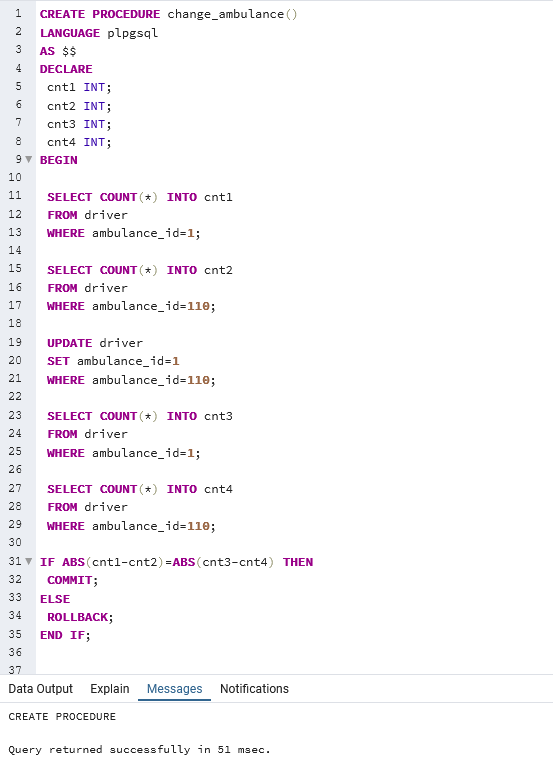 1 CREATE PROCEDURE change_ambulance()
2 LANGUAGE plpgsql
3 AS $$
4 DECLARE
5 cnt1 INT;
6 cnt2 INT;
7 cnt3 INT;
8 cnt4 INT;
9 BEGIN
10
11 SELECT COUNT(*) INTO cnt1
12 FROM driver
13 WHERE ambulance_id=1;
14
15 SELECT COUNT(*) INTO cnt2
16 FROM driver
17 WHERE ambulance_id=110;
18
19 UPDATE driver
20 SET ambulance_id=1
21 WHERE ambulance_id=110;
22
23 SELECT COUNT(*) INTO cnt3
24 FROM driver
25 WHERE ambulance_id=1;
26
27 SELECT COUNT(*) INTO cnt4
28 FROM driver
29 WHERE ambulance_id=110;
30
31 IF ABS(cnt1-cnt2)=ABS(cnt3-cnt4) THEN
32 COMMIT;
33 ELSE
34 ROLLBACK;
35 END IF;
36
37
Data Output Explain Messages Notifications
CREATE PROCEDURE
Query returned successfully in 51 msec.